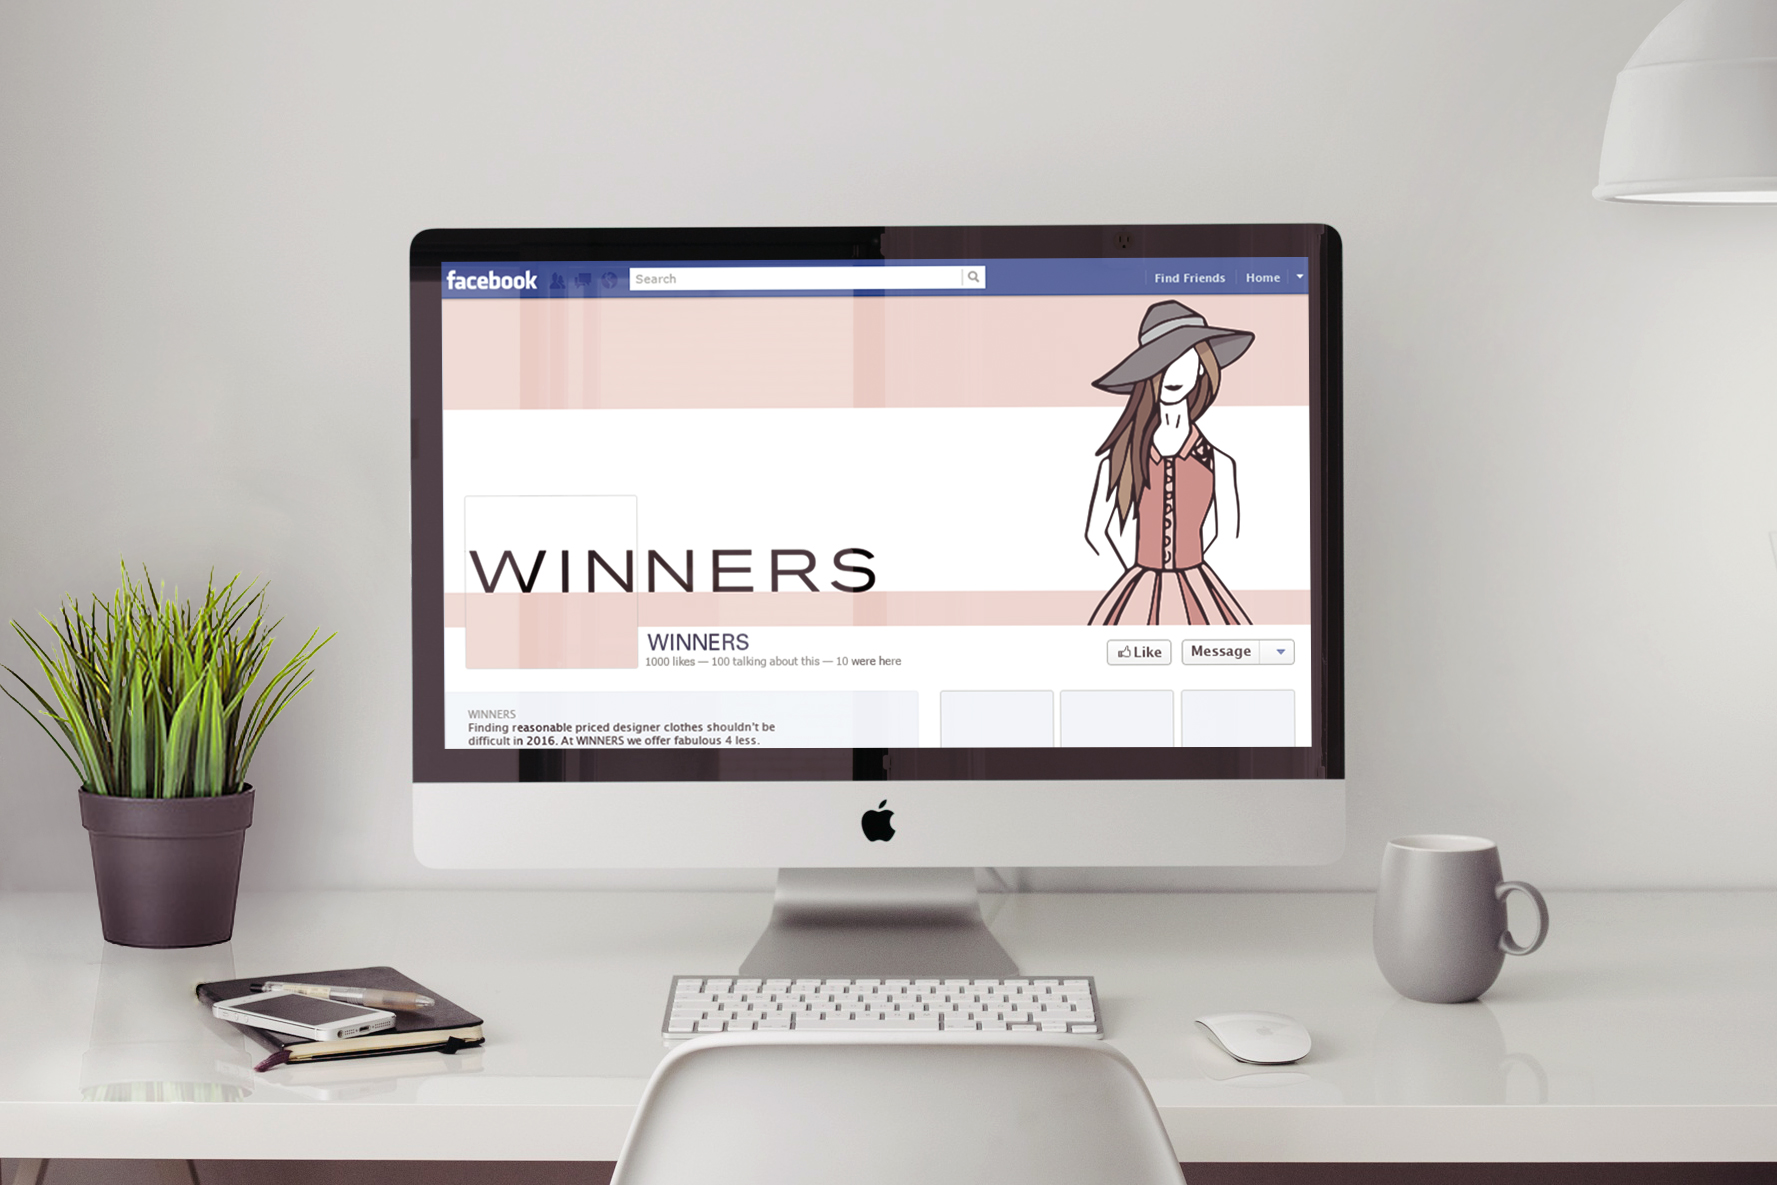 facebook
Search
Find Friends
Home
WINNERS
WINNERS
1000 likes — 100 talking about this — 10 were here
Like
Message
WINNERS
Finding reasonable priced designer clothes shouldn't be
difficult in 2016. At WINNERS we offer fabulous 4 less.